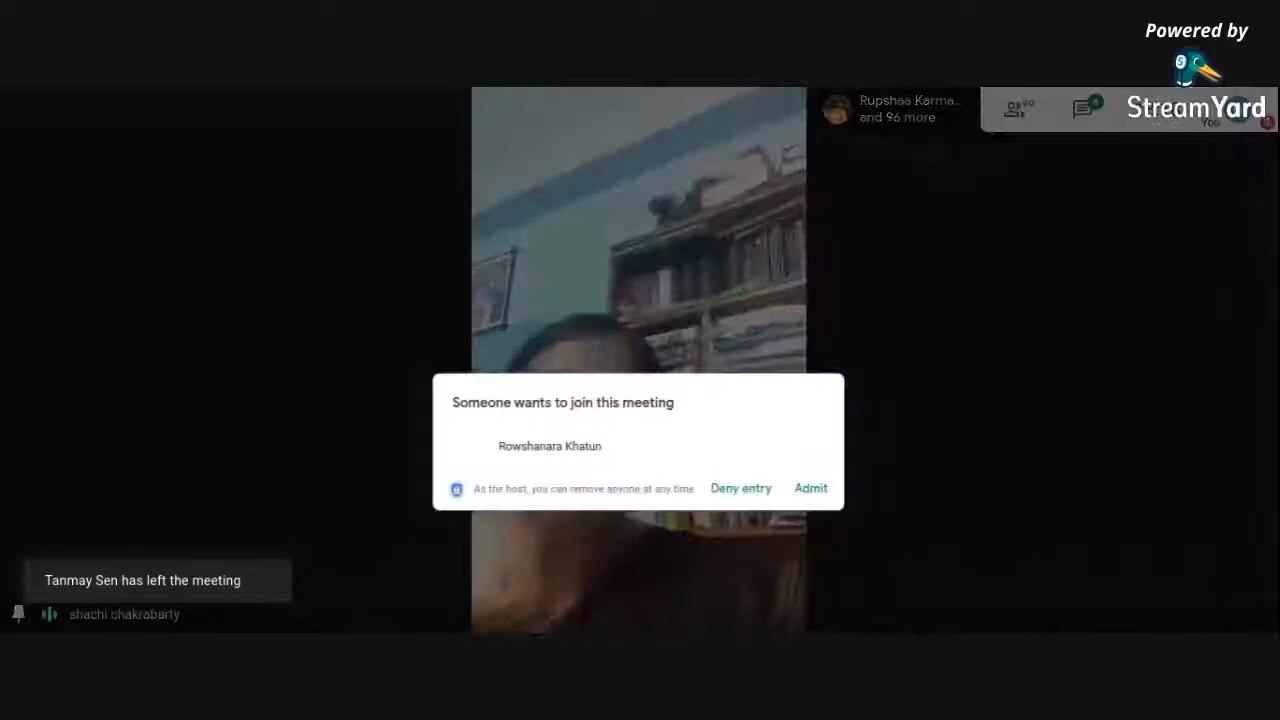 Powered by
StreamYard
Rupshaa Karma...
and 96 more
You
Someone wants to join this meeting
Rowshanara Khatun
As the host, you can remove anyone at any time
Deny entry
Admit
Tanmay Sen has left the meeting
shachi chakrabarty